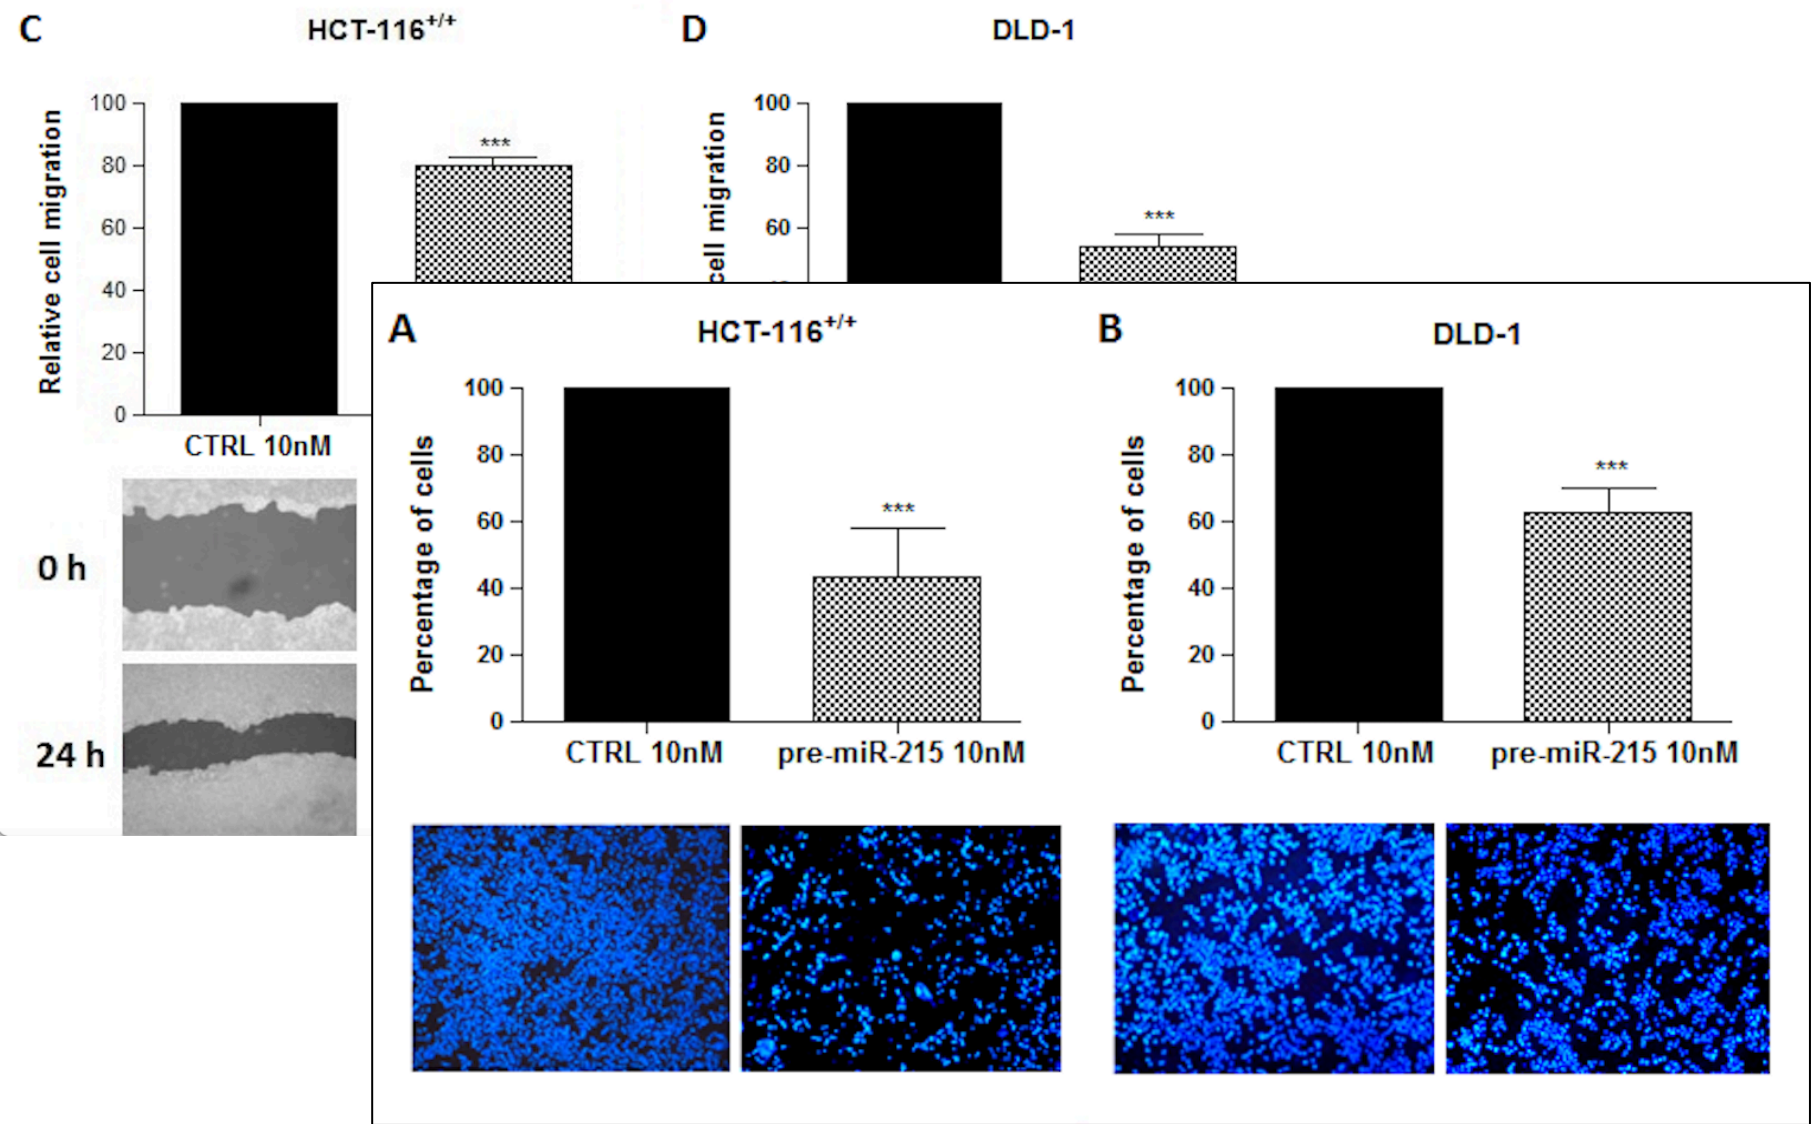 C
HCT-116+/+
D
DLD-1
Relative cell migration
100
80
60
40
20
0
***
CTRL 10nM
0 h
24 h
cell migration
100
80
60
***
A
HCT-116+/+
Percentage of cells
100
80
60
40
20
0
***
CTRL 10nM
pre-miR-215 10nM
B
DLD-1
Percentage of cells
100
80
60
40
20
0
***
CTRL 10nM
pre-miR-215 10nM